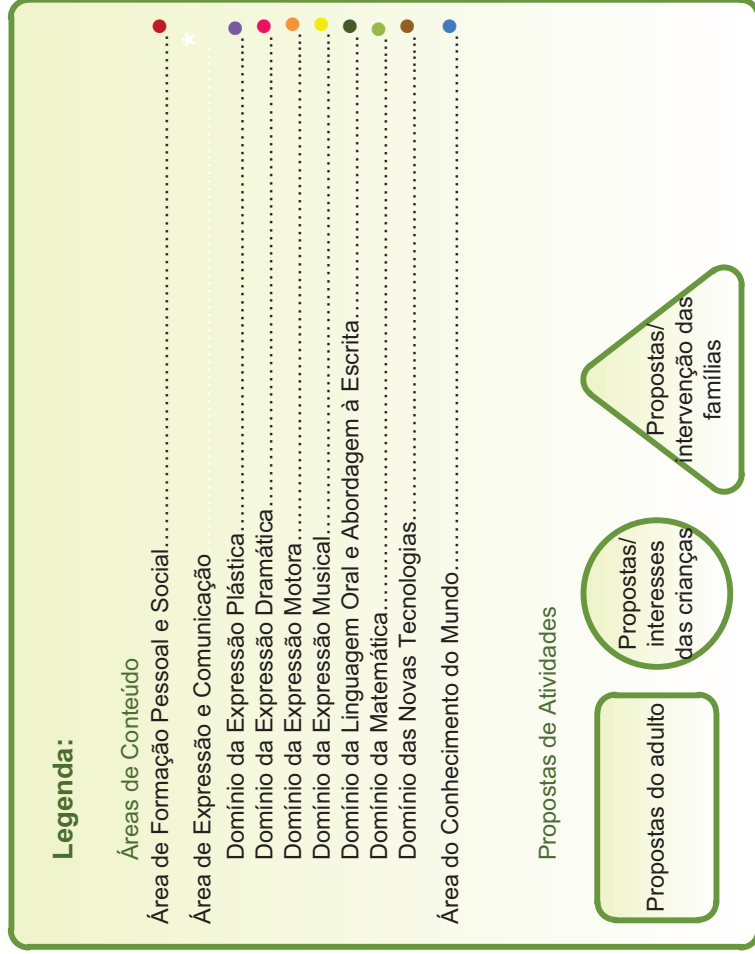 Legenda:
Áreas de Conteúdo
Área de Formação Pessoal e Social................................................................
Área de Expressão e Comunicação................................................................*
Domínio da Expressão Plástica................................................................
Domínio da Expressão Dramática................................................................
Domínio da Expressão Motora................................................................
Domínio da Expressão Musical................................................................
Domínio da Linguagem Oral e Abordagem à Escrita........................................
Domínio da Matemática................................................................
Domínio das Novas Tecnologias................................................................
Área do Conhecimento do Mundo................................................................
Propostas de Atividades
Propostas do adulto
Propostas/
interesses
das crianças
Propostas/
intervenção das
famílias